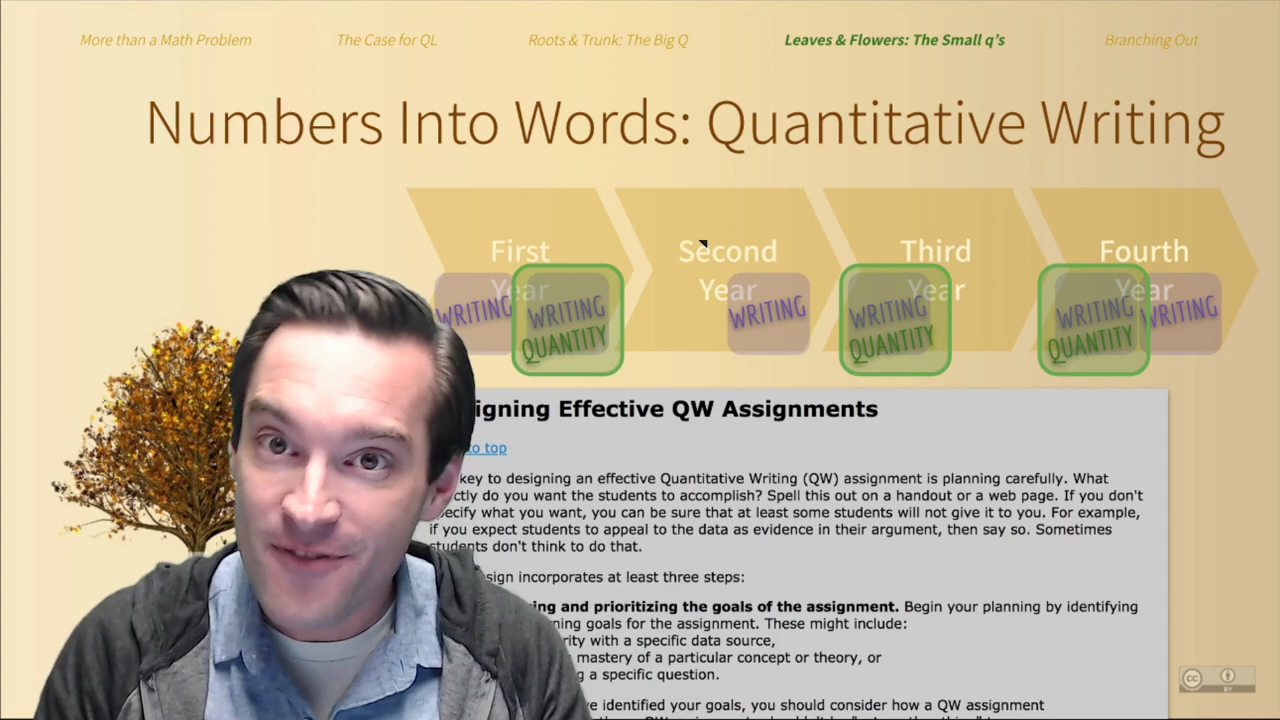 More than a Math Problem
The Case for QL
Roots & Trunk: The Big Q
Leaves & Flowers: The Small q's
Branching Out
Numbers Into Words: Quantitative Writing
First Year
Second Year
Third Year
Fourth Year
WRITING
WRITING QUANTITY
WRITING
WRITING QUANTITY
WRITING QUANTITY
WRITING
igning Effective QW Assignments
to top
key to designing an effective Quantitative Writing (QW) assignment is planning carefully. What
ctly do you want the students to accomplish? Spell this out on a handout or a web page. If you don't
specify what you want, you can be sure that at least some students will not give it to you. For example,
if you expect students to appeal to the data as evidence in their argument, then say so. Sometimes
students don't think to do that.
sign incorporates at least three steps:
ing and prioritizing the goals of the assignment. Begin your planning by identifying
ning goals for the assignment. These might include:
rity with a specific data source,
mastery of a particular concept or theory, or
g a specific question.
ve identified your goals, you should consider how a QW assignment
CC
BY